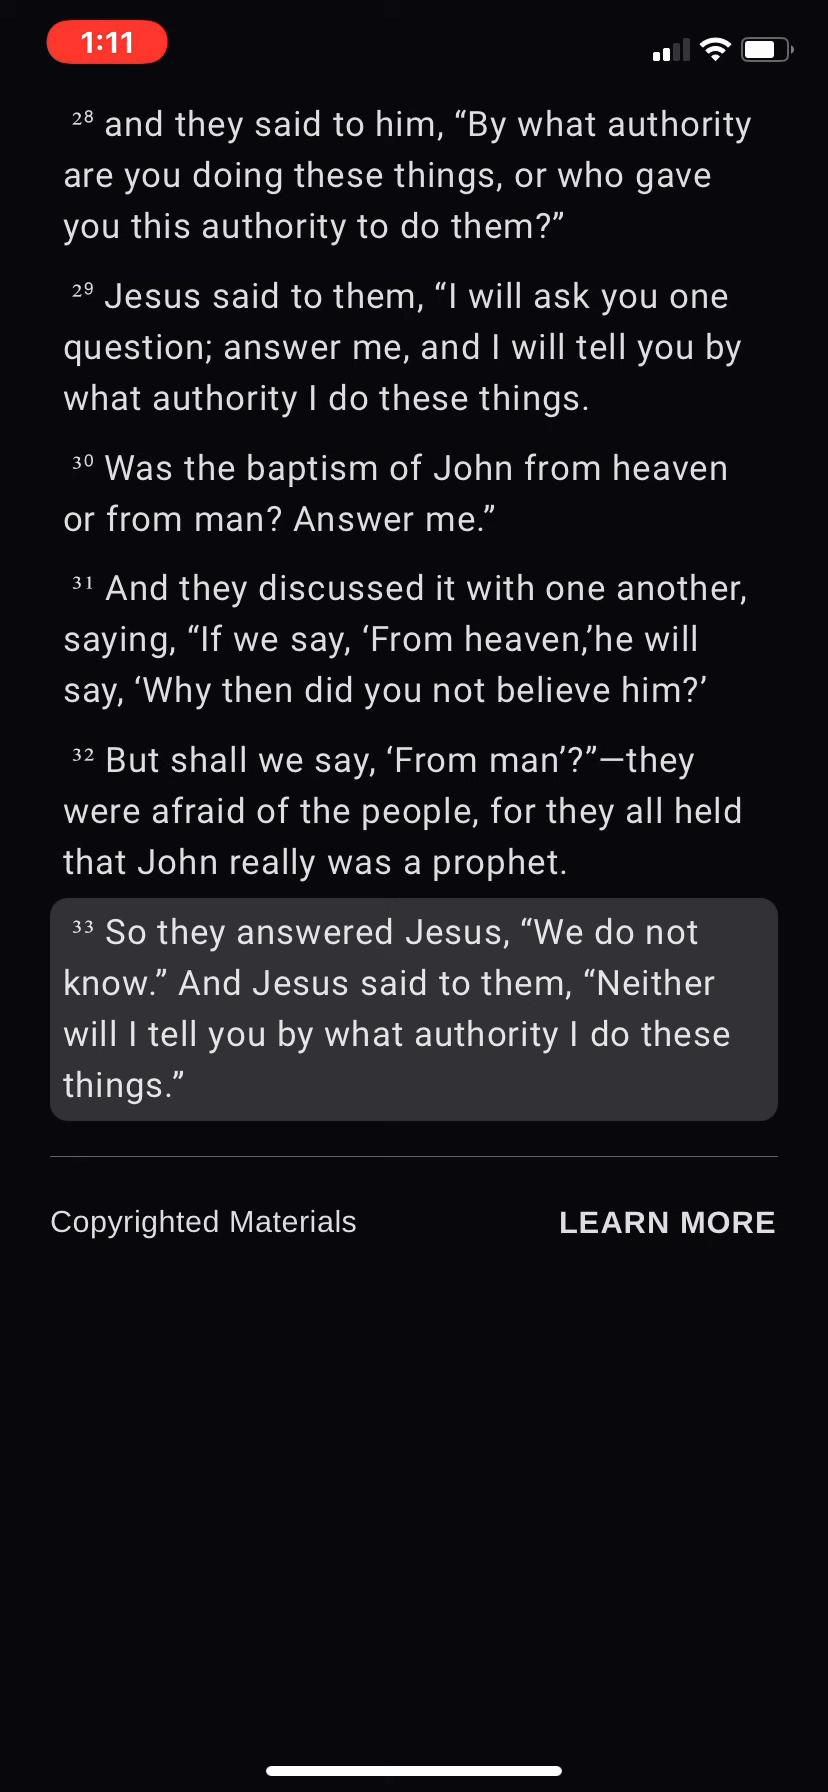 1:11
28 and they said to him, “By what authority
are you doing these things, or who gave
you this authority to do them?”
29 Jesus said to them, “I will ask you one
question; answer me, and I will tell you by
what authority I do these things.
30 Was the baptism of John from heaven
or from man? Answer me.”
31 And they discussed it with one another,
saying, “If we say, ‘From heaven,’he will
say, ‘Why then did you not believe him?’
32 But shall we say, ‘From man’?”—they
were afraid of the people, for they all held
that John really was a prophet.
33 So they answered Jesus, “We do not
know.” And Jesus said to them, “Neither
will I tell you by what authority I do these
things.”
Copyrighted Materials LEARN MORE